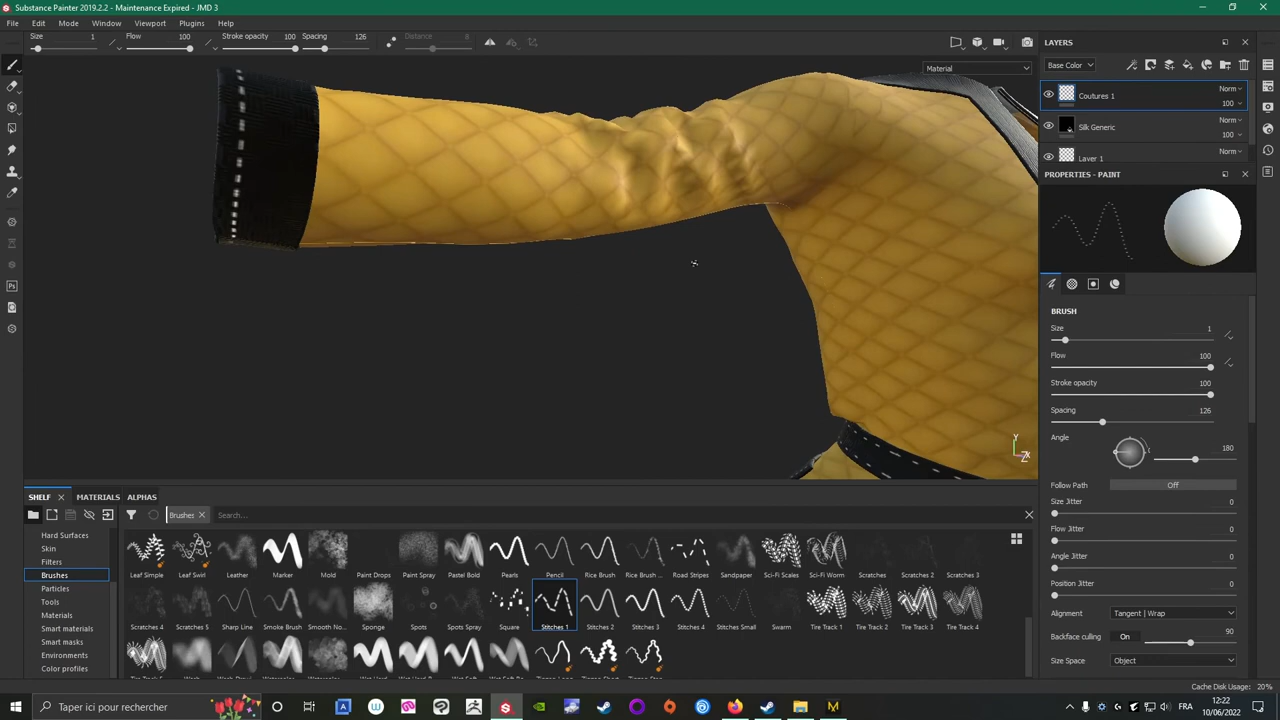 Substance Painter 2019.2.2 - Maintenance Expired - JMD 3
File Edit Mode Window Viewport Plugins Help
Size 1 Flow 100 Stroke opacity 100 Spacing 126 Distance 8
Material
Y
Z
LAYERS
Base Color
Coutures 1 Norm 100
Silk Generic Norm 100
Layer 1 Norm
PROPERTIES - PAINT
BRUSH
Size 1
Flow 100
Stroke opacity 100
Spacing 126
Angle 180
Follow Path Off
Size Jitter 0
Flow Jitter 0
Angle Jitter 0
Position Jitter 0
Alignment Tangent | Wrap
Backface culling On 90
Size Space Object
SHELF MATERIALS ALPHAS
Brushes Search...
Hard Surfaces
Skin
Filters
Brushes
Particles
Tools
Materials
Smart materials
Smart masks
Environments
Color profiles
Leaf Simple Leaf Swirl Leather Marker Mold Paint Drops Paint Spray Pastel Bold Pearls Pencil Rice Brush Rice Brush ... Road Stripes Sandpaper Sci-Fi Scales Sci-Fi Worm Scratches Scratches 2 Scratches 3
Scratches 4 Scratches 5 Sharp Line Smoke Brush Smooth No... Sponge Spots Spots Spray Square Stitches 1 Stitches 2 Stitches 3 Stitches 4 Stitches Small Swarm Tire Track 1 Tire Track 2 Tire Track 3 Tire Track 4
Cache Disk Usage: 20%
Taper ici pour rechercher
FRA
12:22
10/06/2022